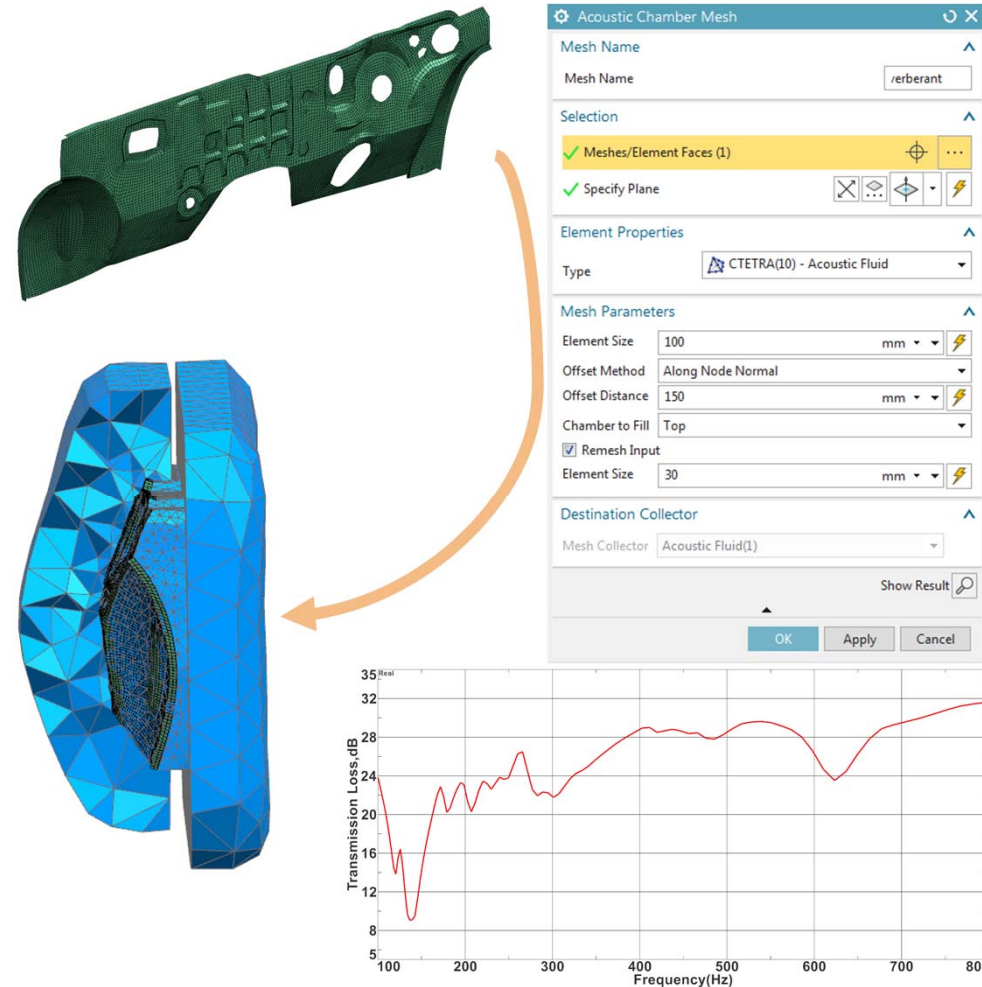 Acoustic Chamber Mesh
Mesh Name
Mesh Name
verberant
Selection
Meshes/Element Faces (1)
Specify Plane
Element Properties
Type
CTETRA(10) - Acoustic Fluid
Mesh Parameters
Element Size 100 mm
Offset Method Along Node Normal
Offset Distance 150 mm
Chamber to Fill Top
Remesh Input
Element Size 30 mm
Destination Collector
Mesh Collector Acoustic Fluid(1)
Show Result
OK Apply Cancel
35 Real
32
28
24
20
16
12
8
5
Transmission Loss,dB
100 200 300 400 500 600 700 80
Frequency(Hz)